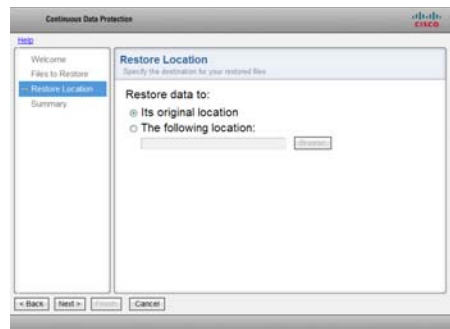 Continuous Data Protection
CISCO
Help
Welcome
Files to Restore
Restore Location
Summary
Restore Location
Specify the destination for your restored files
Restore data to:
Its original location
The following location:
Browse
< Back
Next >
Finish
Cancel